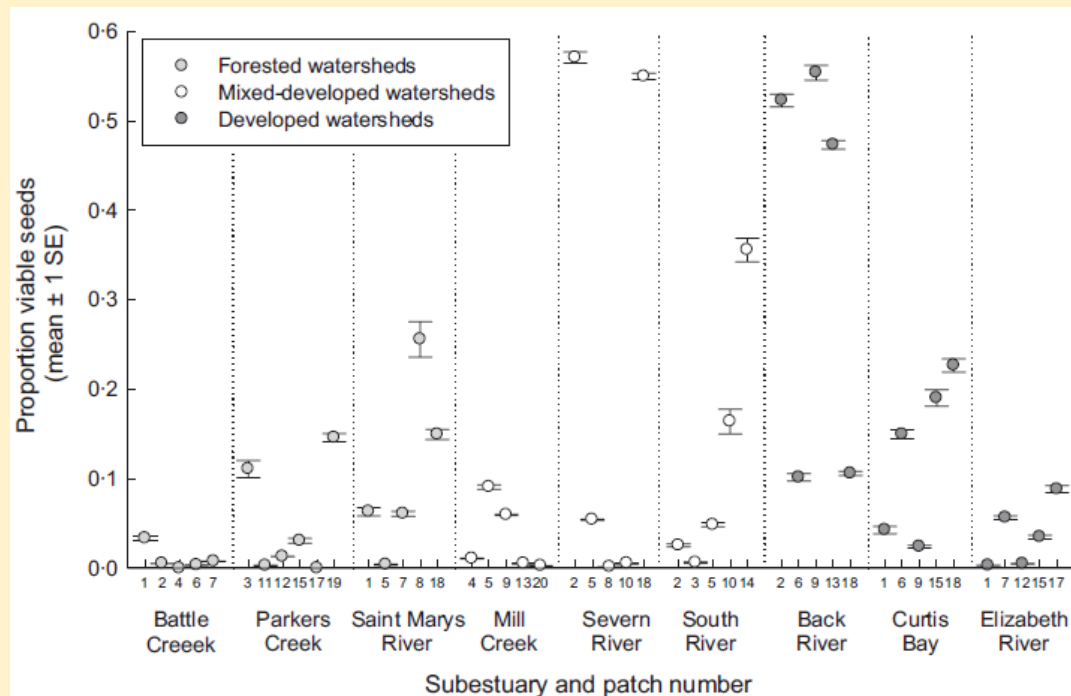 0·6
0·5
0·4
0·3
0·2
0·1
0·0
Proportion viable seeds
(mean ± 1 SE)
Forested watersheds
Mixed-developed watersheds
Developed watersheds
1 2 4 6 7 3 11 12 15 17 19 1 5 7 8 18 4 5 9 13 20 2 5 8 10 18 2 3 5 10 14 2 6 9 13 18 1 6 9 15 18 1 7 12 15 17
Battle Parkers Saint Marys Mill Severn South Back Curtis Elizabeth
Creeek Creek River Creek River River River Bay River
Subestuary and patch number